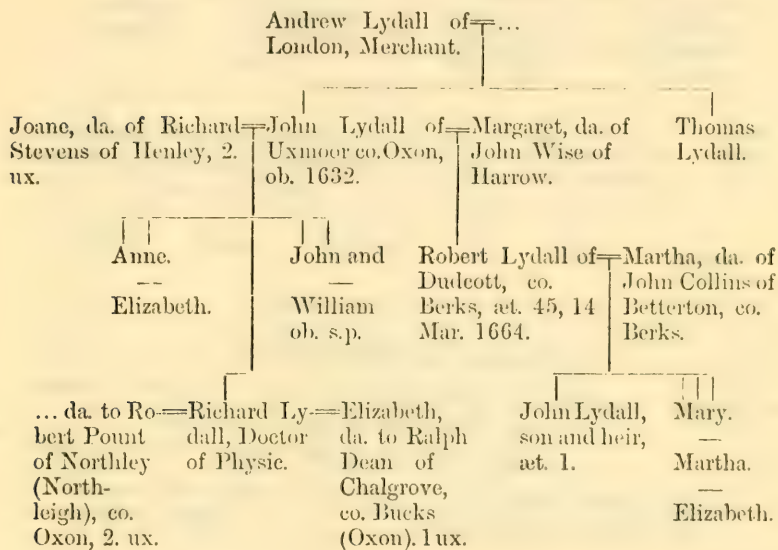 Andrew Lydall of=...
London, Merchant.
Joane, da. of Richard=John Lydall of=Margaret, da. of
Stevens of Henley, 2.
ux.
Uxmoor co.Oxon,
ob. 1632.
John Wise of
Harrow.
Thomas
Lydall.
Anne.
—
Elizabeth.
John and
—
William
ob. s.p.
Robert Lydall of=Martha, da. of
Dudcott, co.
Berks, æt. 45, 14
Mar. 1664.
John Collins of
Betterton, co.
Berks.
... da. to Ro-=Richard Ly-=Elizabeth,
bert Pount
of Northley
(North-
leigh), co.
Oxon, 2. ux.
dall, Doctor
of Physic.
da. to Ralph
Dean of
Chalgrove,
co. Bucks
(Oxon). 1 ux.
John Lydall,
son and heir,
æt. 1.
Mary.
—
Martha.
—
Elizabeth.